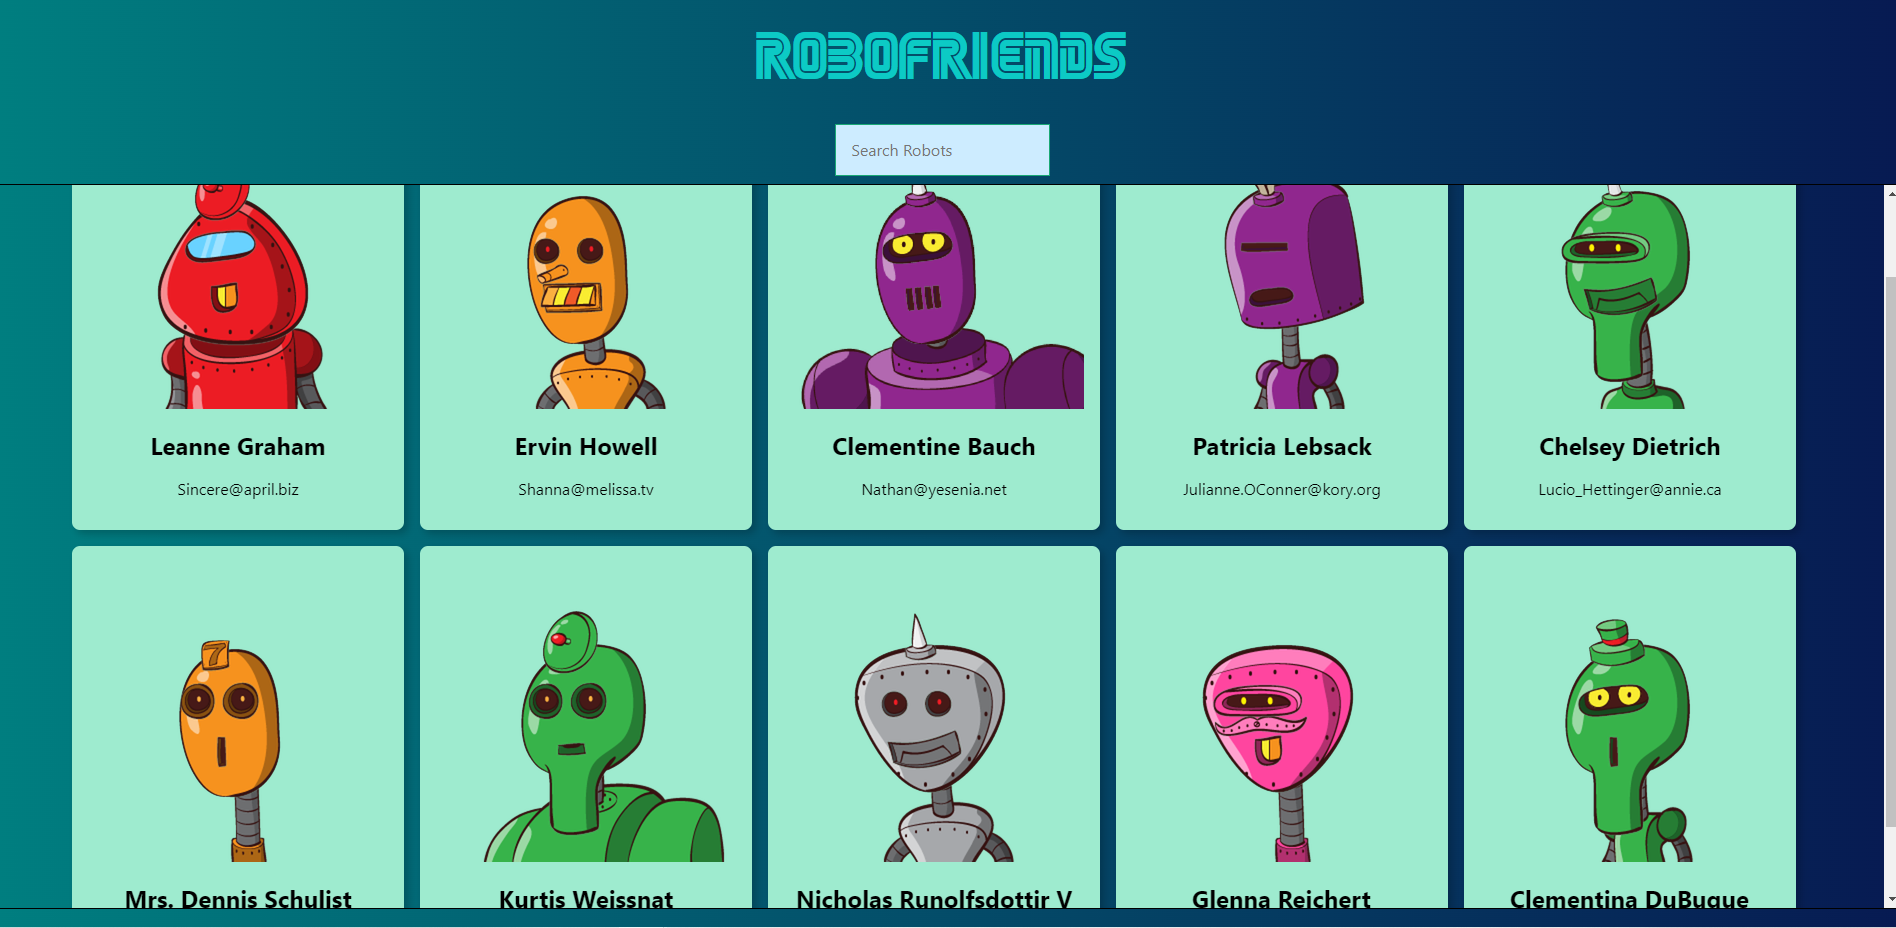 ROBOFRIENDS
Search Robots
Leanne Graham
Ervin Howell
Clementine Bauch
Patricia Lebsack
Chelsey Dietrich
Sincere@april.biz
Shanna@melissa.tv
Nathan@yesenia.net
Julianne.OConner@kory.org
Lucio_Hettinger@annie.ca
7
Mrs. Dennis Schulist
Kurtis Weissnat
Nicholas Runolfsdottir V
Glenna Reichert
Clementina DuBuque